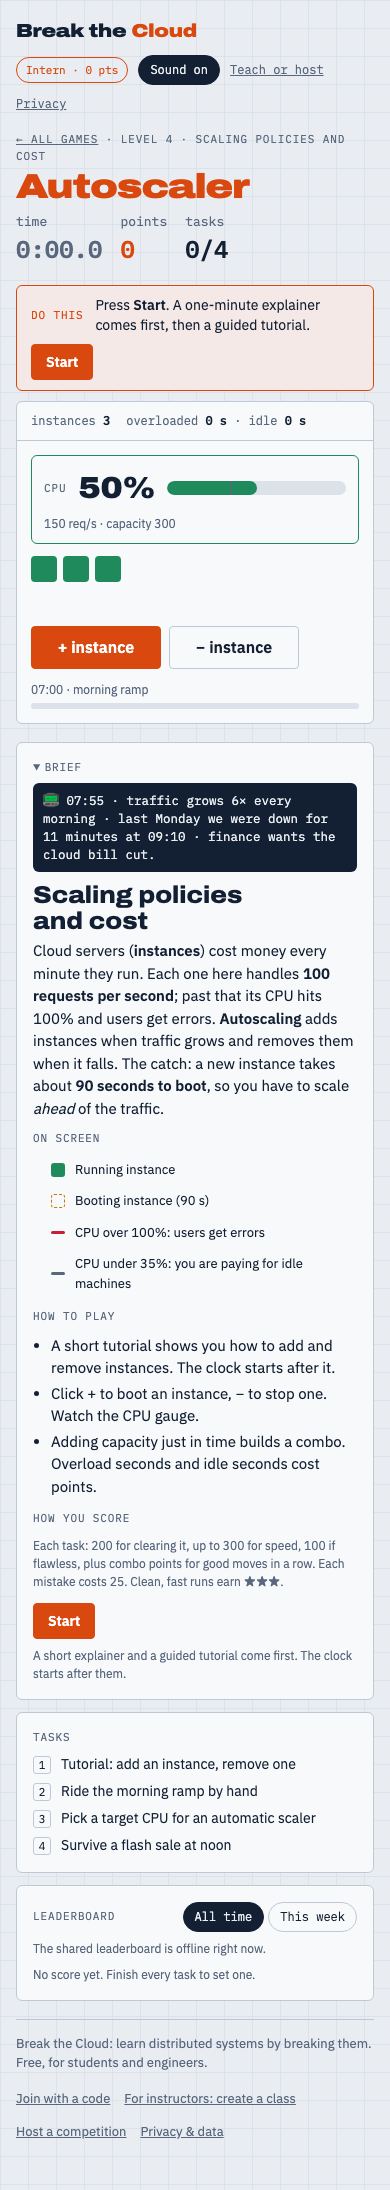 Break the Cloud
Intern · 0 pts
Sound on
Teach or host
Privacy
← ALL GAMES · LEVEL 4 · SCALING POLICIES AND
COST
Autoscaler
time points tasks
0:00.0 0 0/4
DO THIS
Press Start. A one-minute explainer
comes first, then a guided tutorial.
Start
instances 3 overloaded 0 s · idle 0 s
CPU 50%
150 req/s · capacity 300
+ instance
− instance
07:00 · morning ramp
▼ BRIEF
07:55 · traffic grows 6× every
morning · last Monday we were down for
11 minutes at 09:10 · finance wants the
cloud bill cut.
Scaling policies
and cost
Cloud servers (instances) cost money every
minute they run. Each one here handles 100
requests per second; past that its CPU hits
100% and users get errors. Autoscaling adds
instances when traffic grows and removes them
when it falls. The catch: a new instance takes
about 90 seconds to boot, so you have to scale
ahead of the traffic.
ON SCREEN
Running instance
Booting instance (90 s)
CPU over 100%: users get errors
CPU under 35%: you are paying for idle
machines
HOW TO PLAY
• A short tutorial shows you how to add and
remove instances. The clock starts after it.
• Click + to boot an instance, − to stop one.
Watch the CPU gauge.
• Adding capacity just in time builds a combo.
Overload seconds and idle seconds cost
points.
HOW YOU SCORE
Each task: 200 for clearing it, up to 300 for speed, 100 if
flawless, plus combo points for good moves in a row. Each
mistake costs 25. Clean, fast runs earn ★★★.
Start
A short explainer and a guided tutorial come first. The clock
starts after them.
TASKS
1 Tutorial: add an instance, remove one
2 Ride the morning ramp by hand
3 Pick a target CPU for an automatic scaler
4 Survive a flash sale at noon
LEADERBOARD
All time
This week
The shared leaderboard is offline right now.
No score yet. Finish every task to set one.
Break the Cloud: learn distributed systems by breaking them.
Free, for students and engineers.
Join with a code
For instructors: create a class
Host a competition
Privacy & data